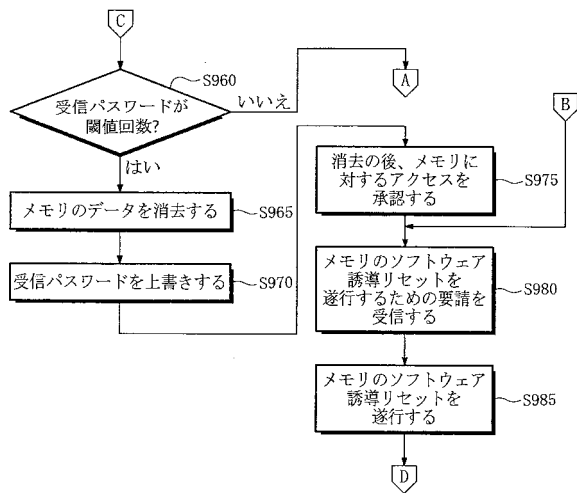 C
S960
受信パスワードが
閾値回数?
いいえ
はい
A
B
メモリのデータを消去する
S965
受信パスワードを上書きする
S970
消去の後、メモリに
対するアクセスを
承認する
S975
メモリのソフトウェア
誘導リセットを
遂行するための要請を
受信する
S980
メモリのソフトウェア
誘導リセットを
遂行する
S985
D